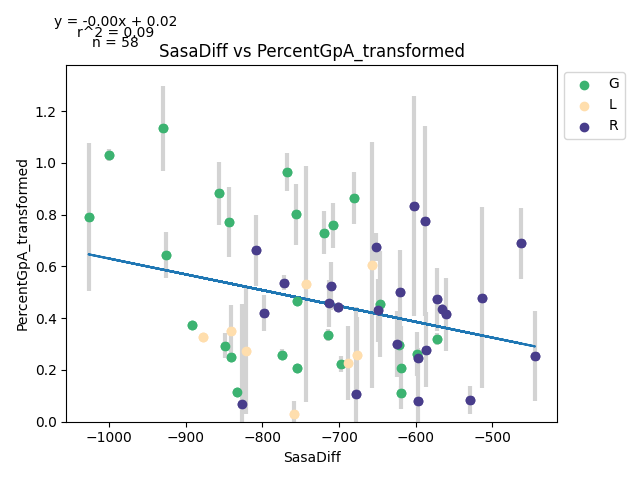 y = -0.00x + 0.02
r^2 = 0.09
n = 58
SasaDiff vs PercentGpA_transformed
G
L
R
1.2
1.0
0.8
0.6
0.4
0.2
0.0
PercentGpA_transformed
−1000 −900 −800 −700 −600 −500
SasaDiff